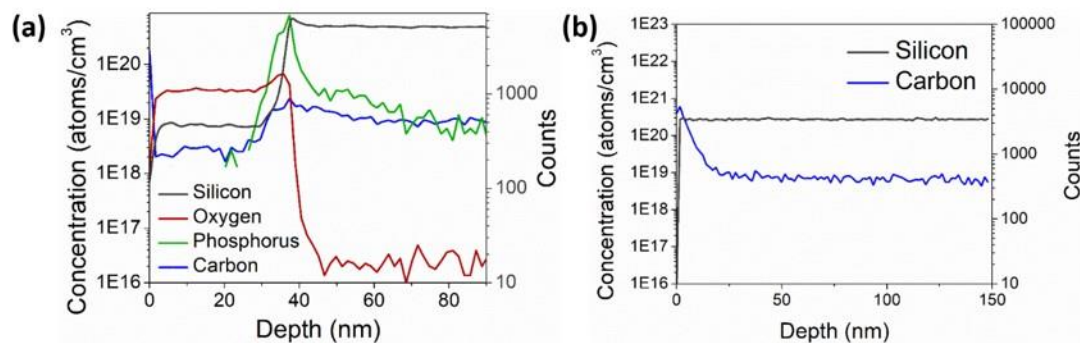 (a)
Concentration (atoms/cm³)
1E20
1E19
1E18
1E17
1E16
Silicon
Oxygen
Phosphorus
Carbon
1000
100
10
Counts
0 20 40 60 80
Depth (nm)
(b)
Concentration (atoms/cm³)
1E23
1E22
1E21
1E20
1E19
1E18
1E17
1E16
Silicon
Carbon
100000
10000
1000
100
10
Counts
0 50 100 150
Depth (nm)